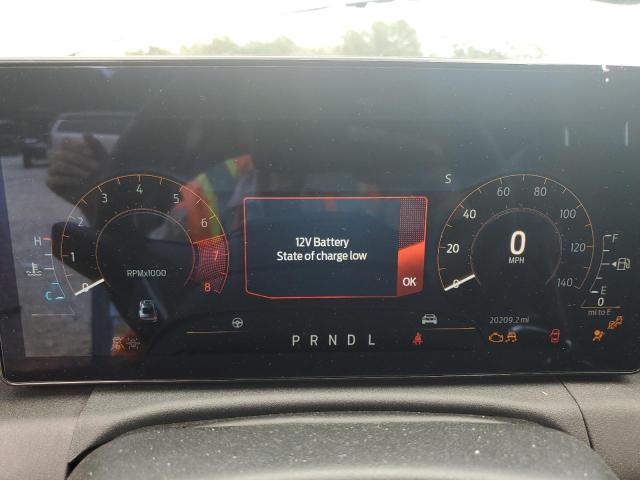 12V Battery
State of charge low
OK
0
1
2
3
4
5
6
7
8
RPMx1000
H
C
S
0
20
40
60
80
100
120
140
0
MPH
F
E
0
mi to E
20209.2 mi
P R N D L